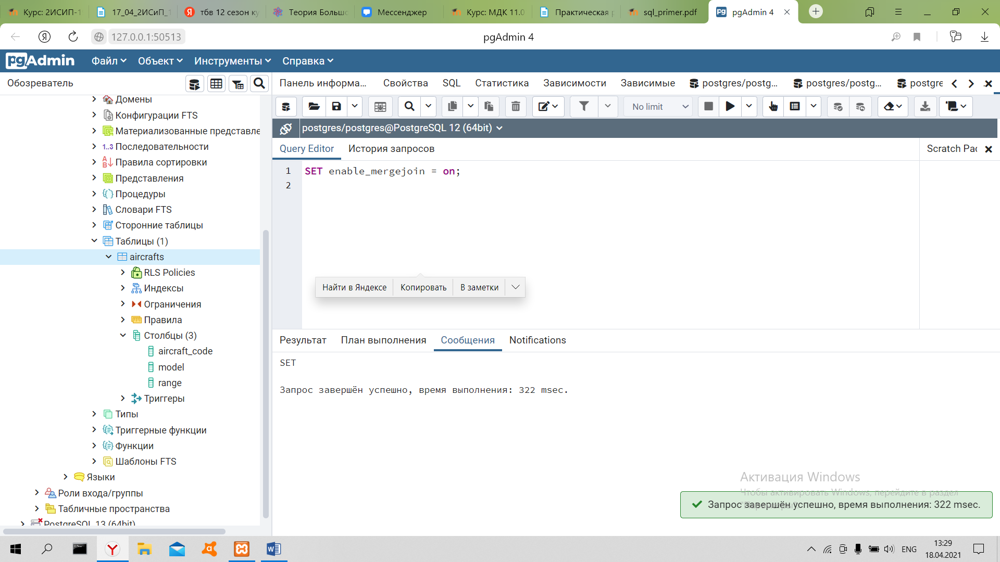 Курс: 2ИСИП-1
17_04_2ИСиП_1
тбв 12 сезон ку
Теория Большо
Мессенджер
Курс: МДК 11.0
Практическая р
sql_primer.pdf
pgAdmin 4
127.0.0.1:50513
pgAdmin 4
pgAdmin
Файл
Объект
Инструменты
Справка
Обозреватель
Панель информа...
Свойства
SQL
Статистика
Зависимости
Зависимые
postgres/postg...
postgres/postg...
postgre
No limit
postgres/postgres@PostgreSQL 12 (64bit)
Query Editor
История запросов
Scratch Pac
1 SET enable_mergejoin = on;
2
Домены
Конфигурации FTS
Материализованные представле
1..3 Последовательности
Правила сортировки
Представления
Процедуры
Словари FTS
Сторонние таблицы
Таблицы (1)
aircrafts
RLS Policies
Индексы
Ограничения
Правила
Столбцы (3)
aircraft_code
model
range
Триггеры
Типы
Триггерные функции
Функции
Шаблоны FTS
Языки
Роли входа/группы
Табличные пространства
PostgreSQL 13 (64bit)
Найти в Яндексе
Копировать
В заметки
Результат
План выполнения
Сообщения
Notifications
SET
Запрос завершён успешно, время выполнения: 322 msec.
Активация Windows
Чтобы активировать Windows, перейдите в раздел
Запрос завершён успешно, время выполнения: 322 msec.
ENG
13:29
18.04.2021